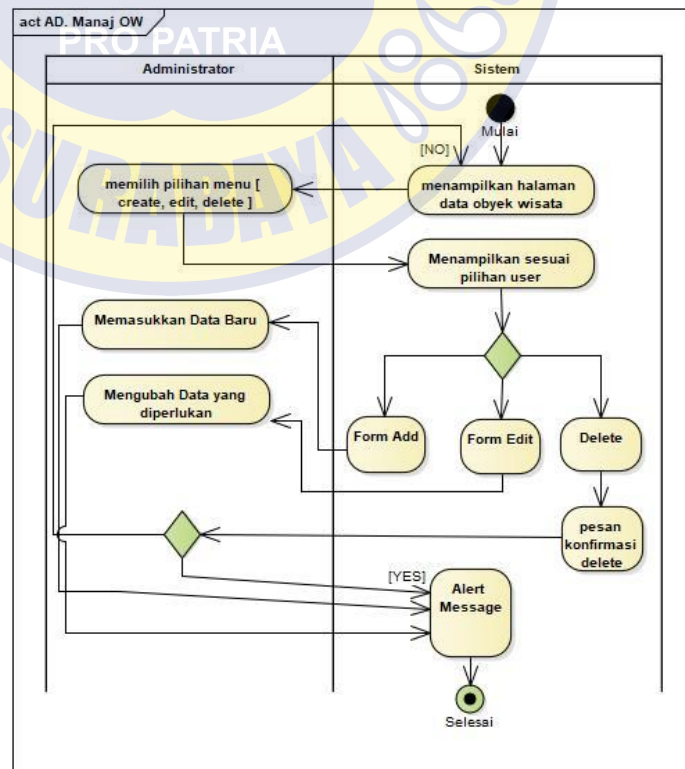 act AD. Manaj OW
PRO PATRIA
SURABAYA
Administrator
Sistem
Mulai
[NO]
memilih pilihan menu [
create, edit, delete ]
menampilkan halaman
data obyek wisata
Menampilkan sesuai
pilihan user
Memasukkan Data Baru
Mengubah Data yang
diperlukan
Form Add
Form Edit
Delete
pesan
konfirmasi
delete
[YES]
Alert
Message
Selesai